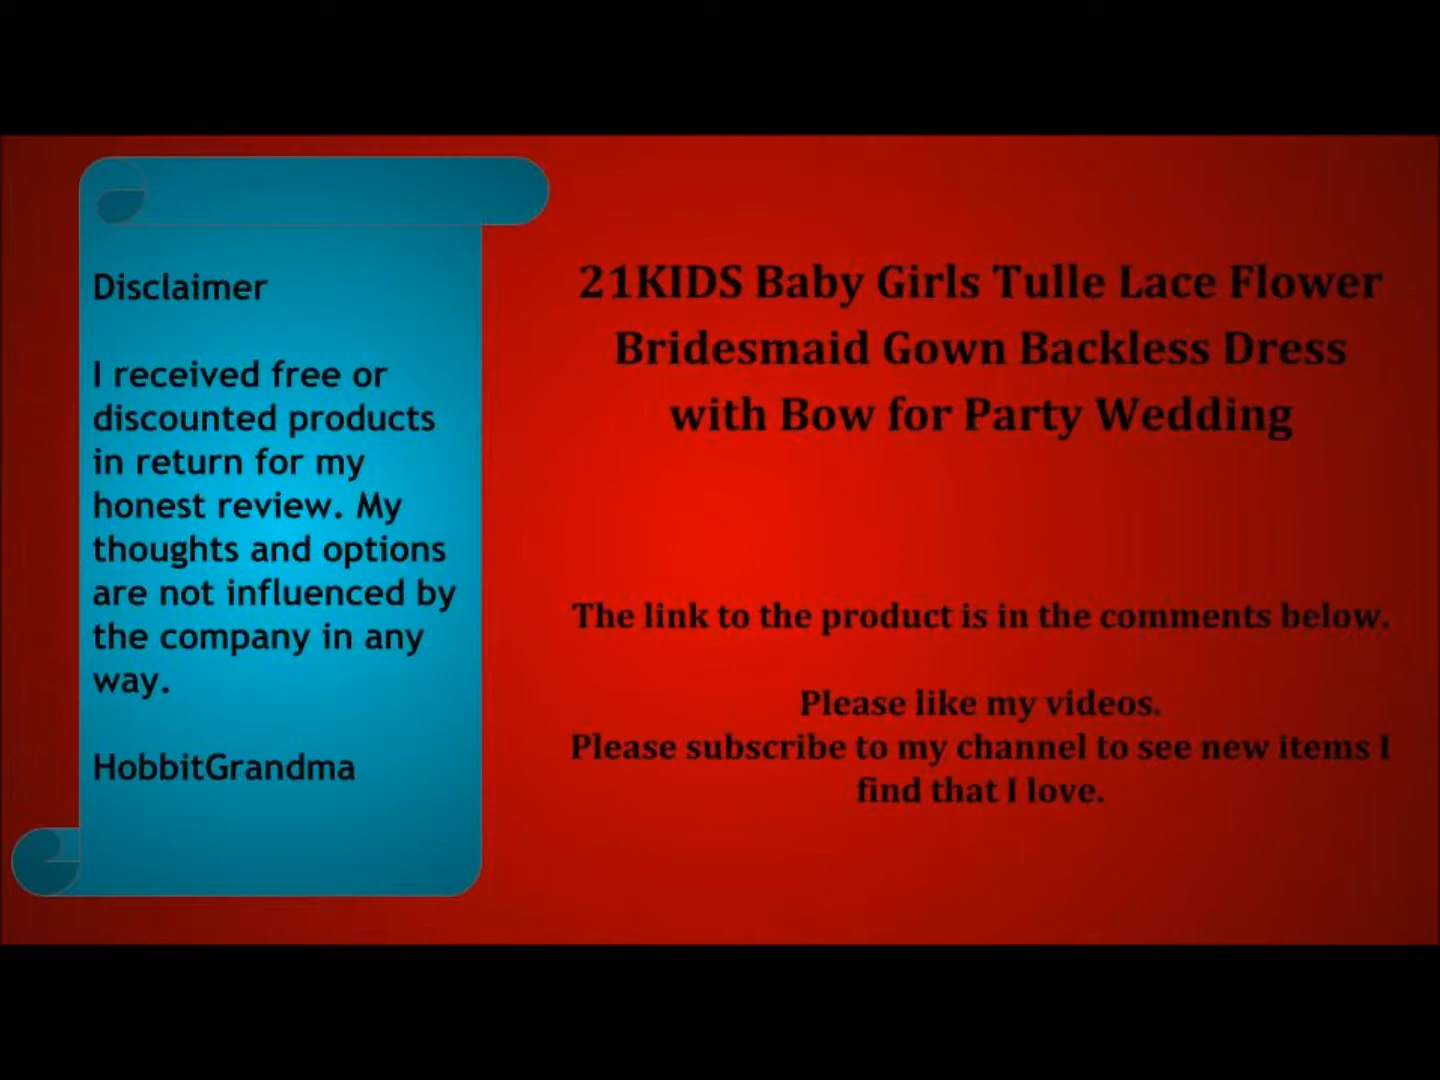 Disclaimer
I received free or
discounted products
in return for my
honest review. My
thoughts and options
are not influenced by
the company in any
way.
HobbitGrandma
21KIDS Baby Girls Tulle Lace Flower
Bridesmaid Gown Backless Dress
with Bow for Party Wedding
The link to the product is in the comments below.
Please like my videos.
Please subscribe to my channel to see new items I
find that I love.